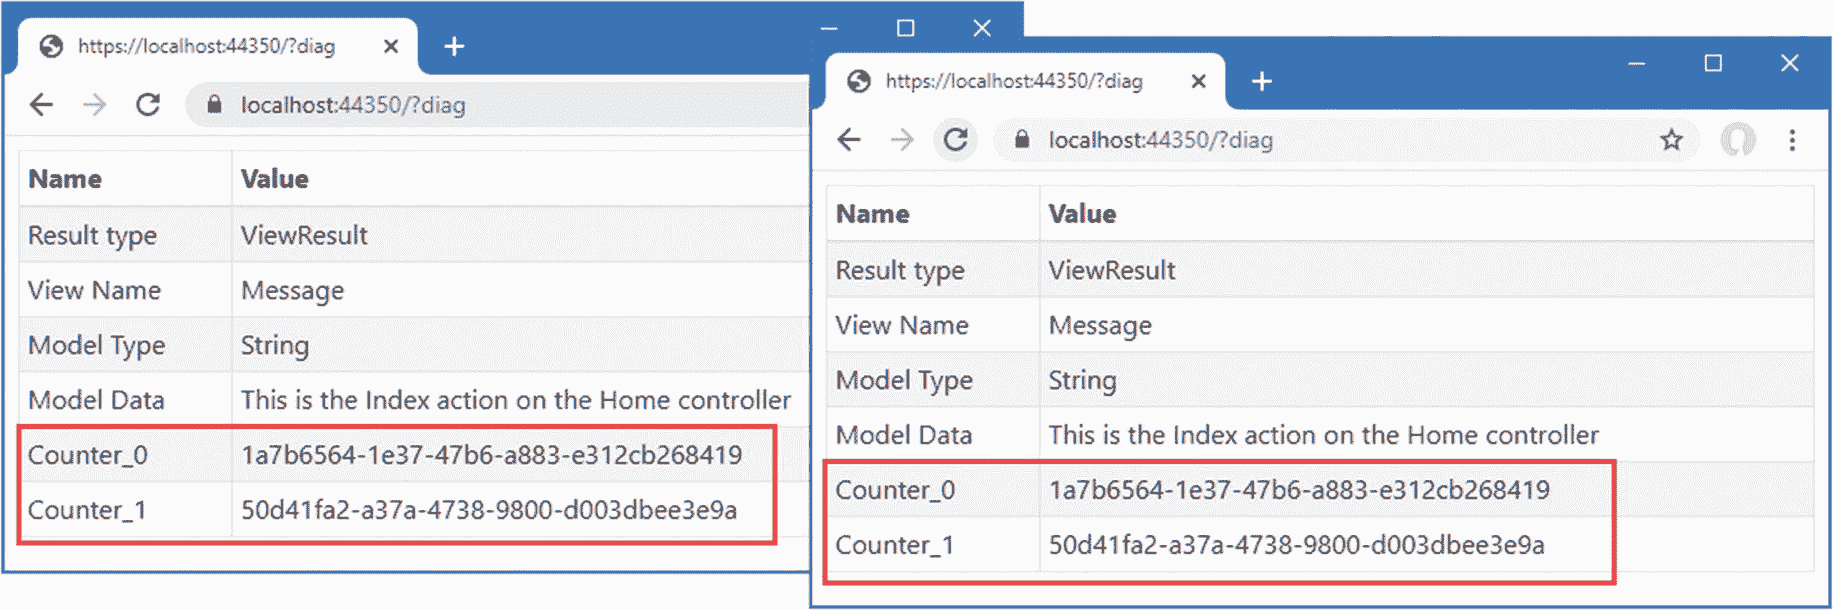 https://localhost:44350/?diag
localhost:44350/?diag
Name Value
Result type ViewResult
View Name Message
Model Type String
Model Data This is the Index action on the Home controller
Counter_0 1a7b6564-1e37-47b6-a883-e312cb268419
Counter_1 50d41fa2-a37a-4738-9800-d003dbee3e9a
https://localhost:44350/?diag
localhost:44350/?diag
Name Value
Result type ViewResult
View Name Message
Model Type String
Model Data This is the Index action on the Home controller
Counter_0 1a7b6564-1e37-47b6-a883-e312cb268419
Counter_1 50d41fa2-a37a-4738-9800-d003dbee3e9a